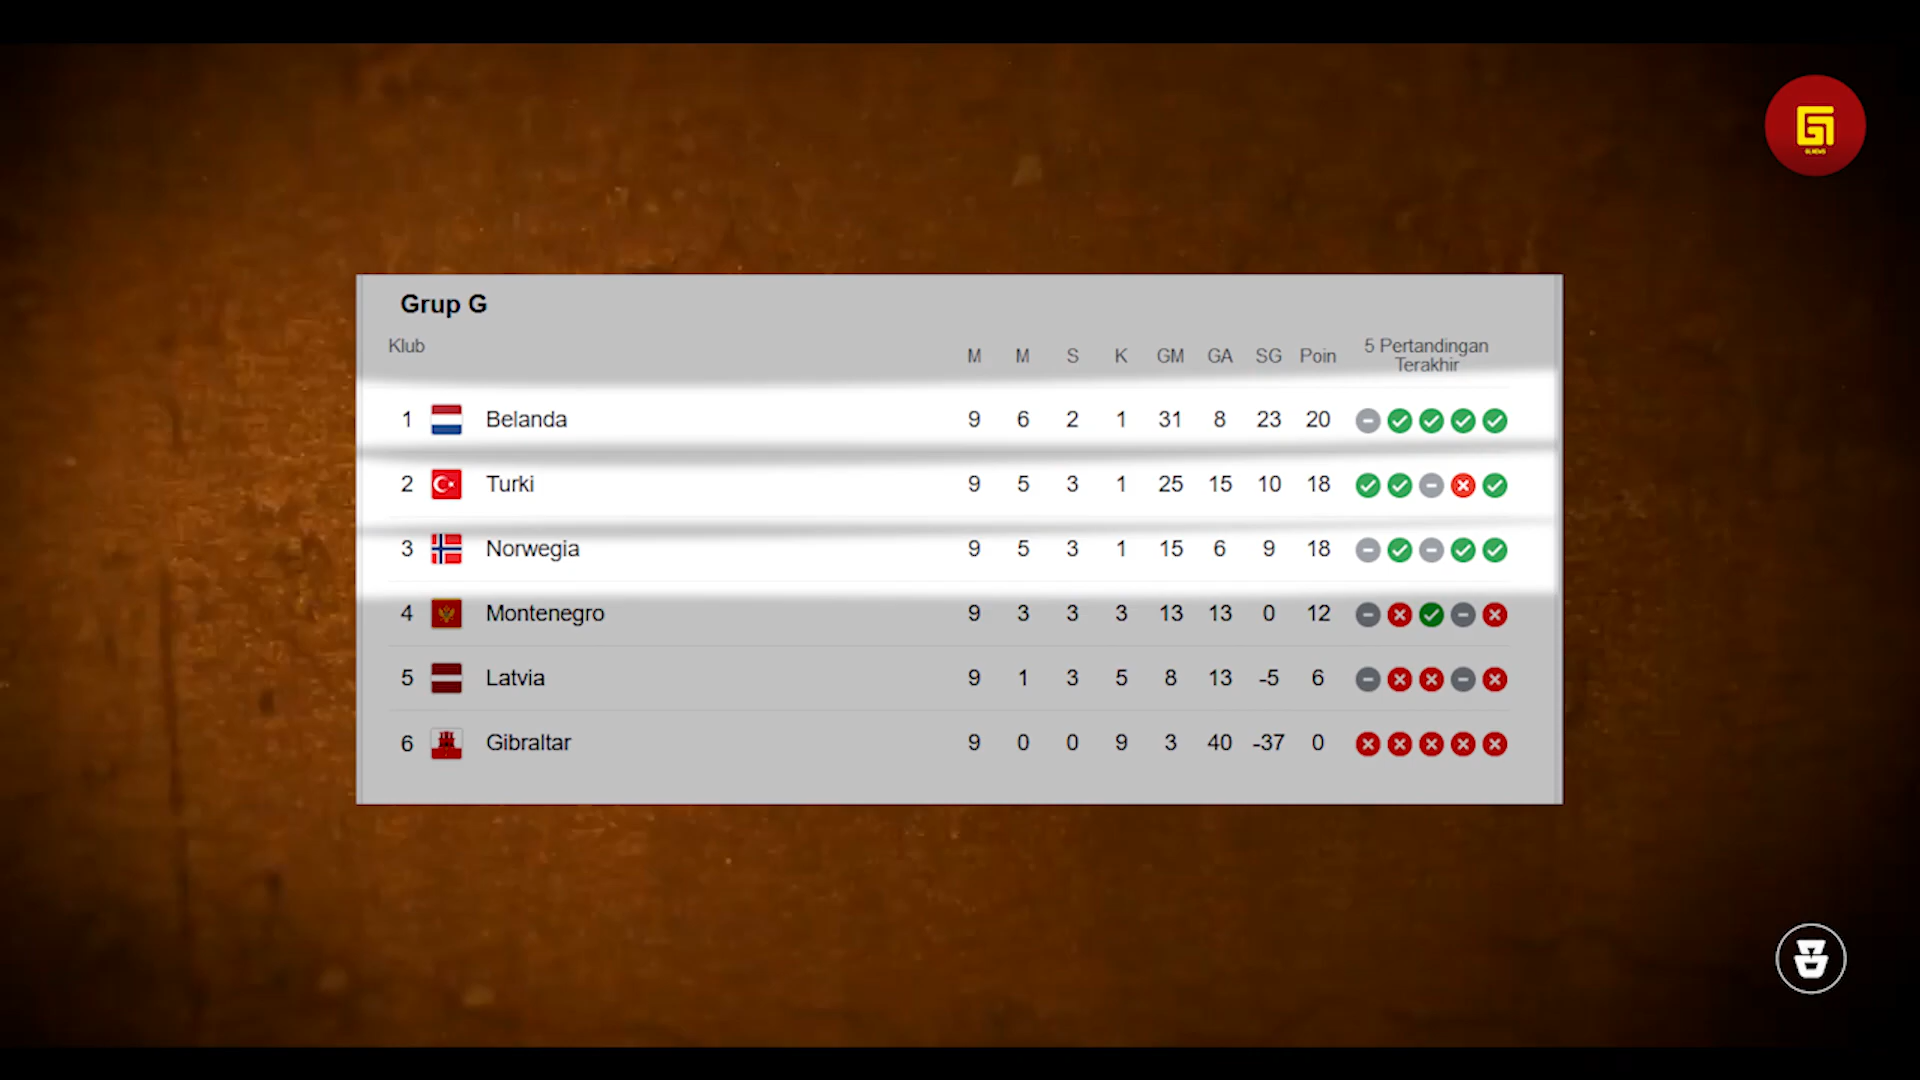 Grup G
Klub M M S K GM GA SG Poin 5 Pertandingan
Terakhir
1 Belanda 9 6 2 1 31 8 23 20
2 Turki 9 5 3 1 25 15 10 18
3 Norwegia 9 5 3 1 15 6 9 18
4 Montenegro 9 3 3 3 13 13 0 12
5 Latvia 9 1 3 5 8 13 -5 6
6 Gibraltar 9 0 0 9 3 40 -37 0